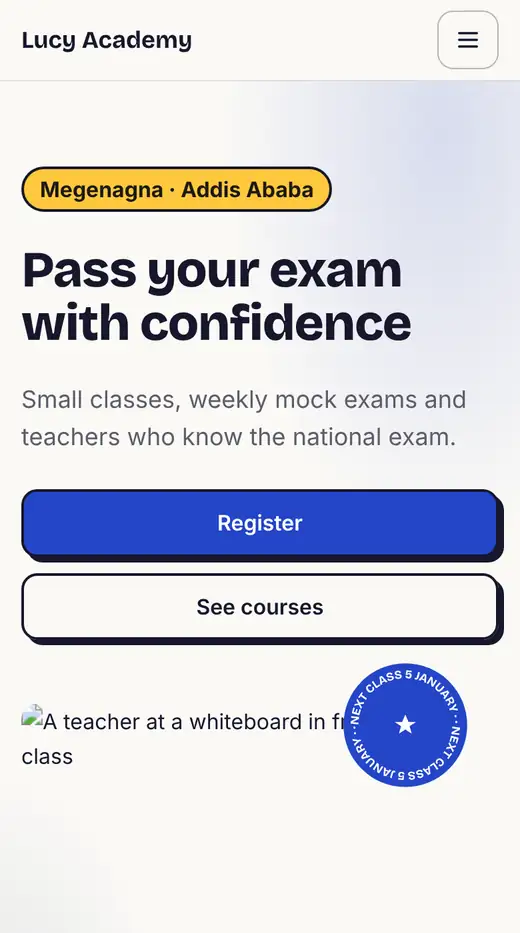 Lucy Academy
Megenagna · Addis Ababa
Pass your exam
with confidence
Small classes, weekly mock exams and
teachers who know the national exam.
Register
See courses
A teacher at a whiteboard in
class
NEXT CLASS 5 JANUARY · · NEXT CLASS 5 JANUARY · ·